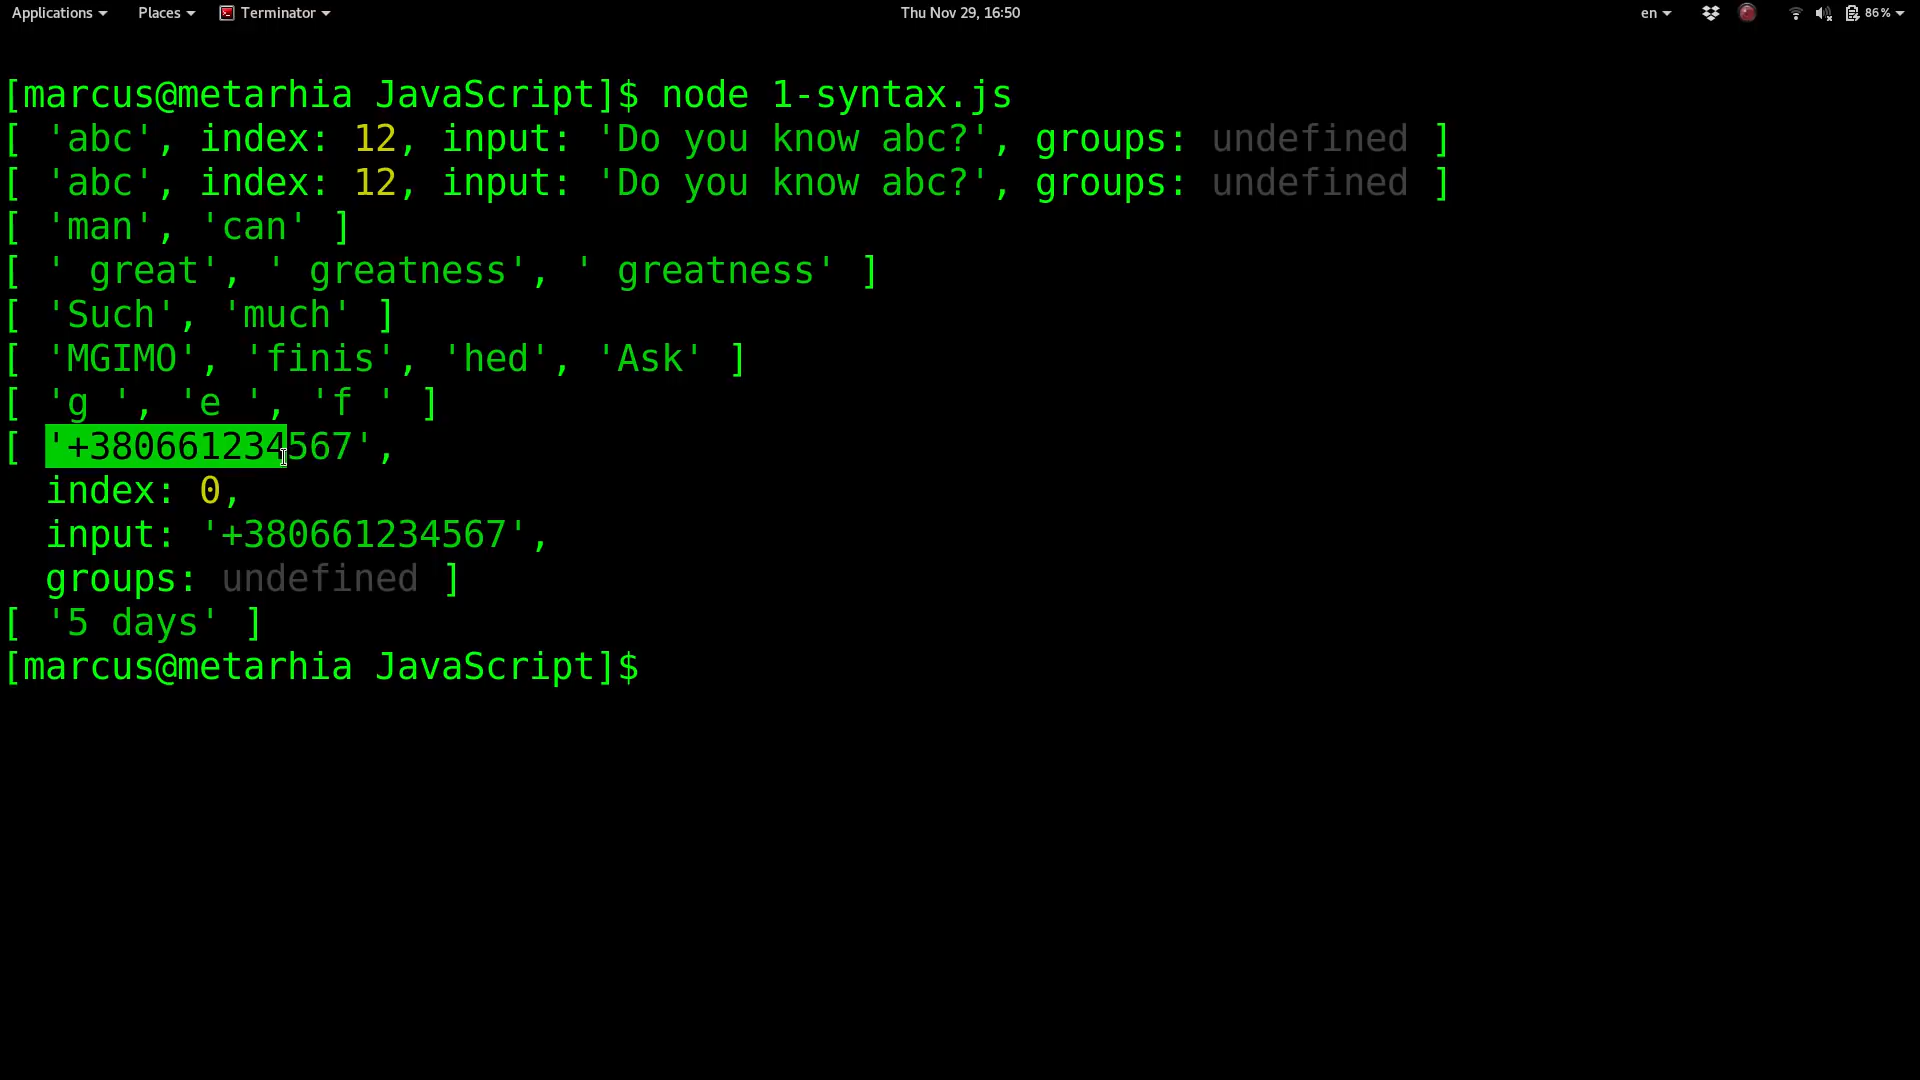 Applications Places Terminator Thu Nov 29, 16:50 en 86%
[marcus@metarhia JavaScript]$ node 1-syntax.js
[ 'abc', index: 12, input: 'Do you know abc?', groups: undefined ]
[ 'abc', index: 12, input: 'Do you know abc?', groups: undefined ]
[ 'man', 'can' ]
[ ' great', ' greatness', ' greatness' ]
[ 'Such', 'much' ]
[ 'MGIMO', 'finis', 'hed', 'Ask' ]
[ 'g ', 'e ', 'f ' ]
[ '+380661234567',
  index: 0,
  input: '+380661234567',
  groups: undefined ]
[ '5 days' ]
[marcus@metarhia JavaScript]$